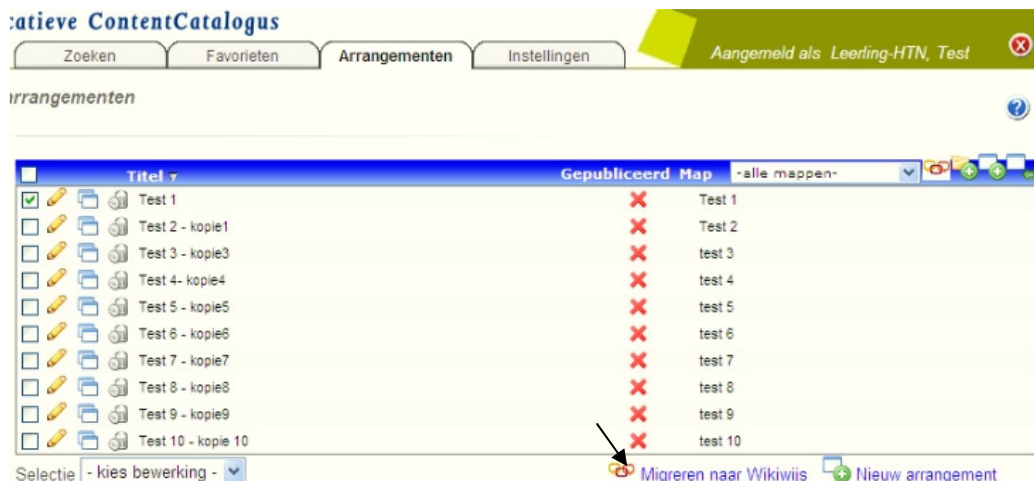 catieve ContentCatalogus
Zoeken Favorieten Arrangementen Instellingen Aangemeld als Leerling-HTN, Test
arrangementen
Titel Gepubliceerd Map -alle mappen-
Test 1 Test 1
Test 2 - kopie1 Test 2
Test 3 - kopie3 test 3
Test 4- kopie4 test 4
Test 5 - kopie5 test 5
Test 6 - kopie6 test 6
Test 7 - kopie7 test 7
Test 8 - kopie8 test 8
Test 9 - kopie9 test 9
Test 10 - kopie 10 test 10
Selectie - kies bewerking - Migreren naar Wikiwijs Nieuw arrangement